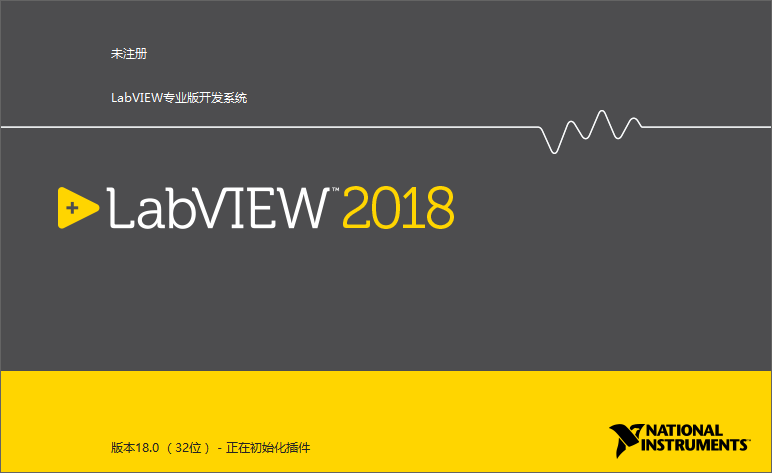 未注册
LabVIEW专业版开发系统
LabVIEW™ 2018
版本18.0 （32位） - 正在初始化插件
NATIONAL
INSTRUMENTS™